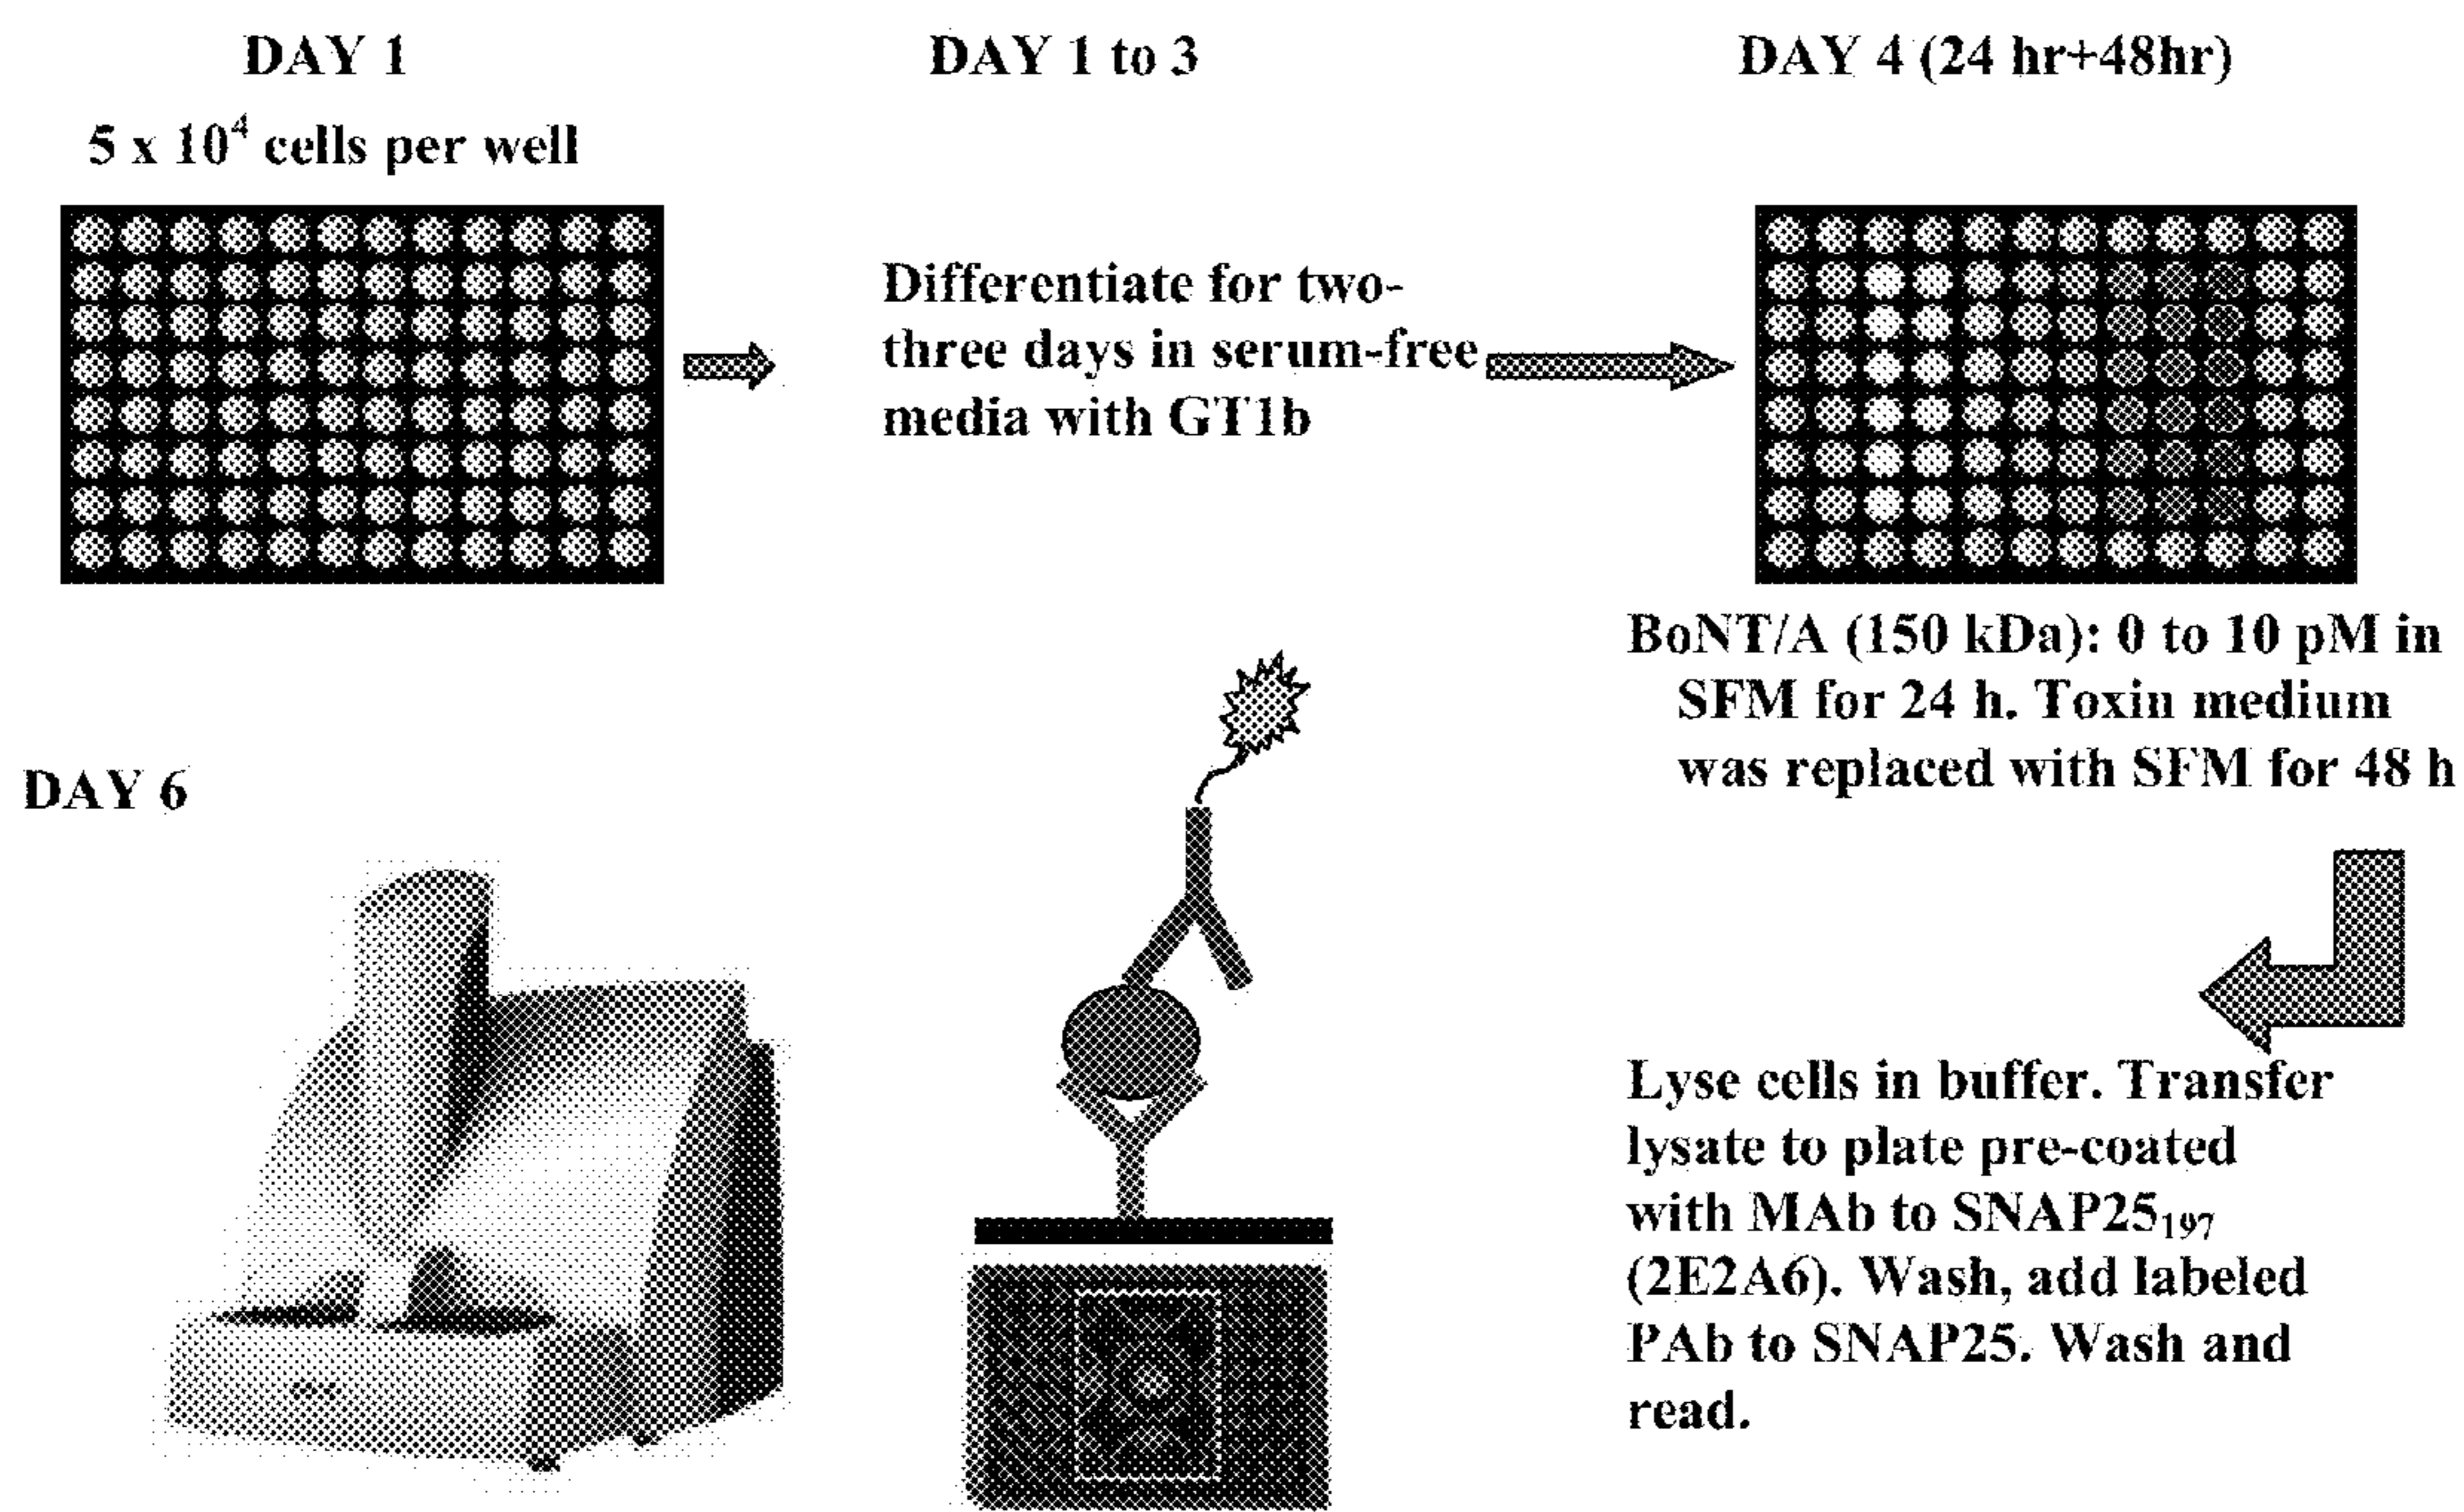 DAY 1
5 x 10⁴ cells per well
DAY 1 to 3
Differentiate for two-
three days in serum-free
media with GT1b
DAY 4 (24 hr+48hr)
BoNT/A (150 kDa): 0 to 10 pM in
SFM for 24 h. Toxin medium
was replaced with SFM for 48 h
Lyse cells in buffer. Transfer
lysate to plate pre-coated
with MAb to SNAP25₁₉₇
(2E2A6). Wash, add labeled
PAb to SNAP25. Wash and
read.
DAY 6